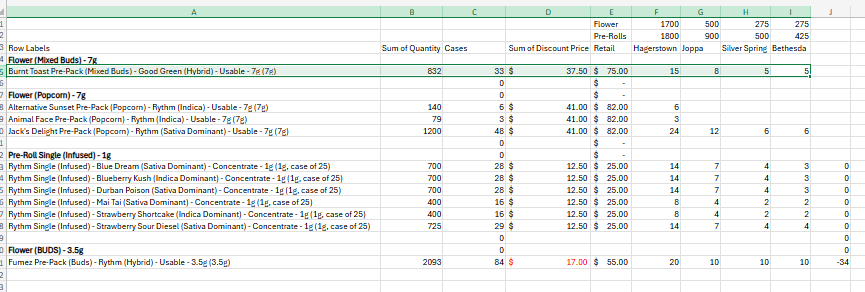 A B C D E F G H I J
1 Flower 1700 500 275 275
2 Pre-Rolls 1800 900 500 425
3 Row Labels Sum of Quantity Cases Sum of Discount Price Retail Hagerstown Joppa Silver Spring Bethesda
Flower (Mixed Buds) - 7g
5 Burnt Toast Pre-Pack (Mixed Buds) - Good Green (Hybrid) - Usable - 7g (7g) 832 33 $ 37.50 $ 75.00 15 8 5 5
0 $ -
Flower (Popcorn) - 7g 0 $ -
Alternative Sunset Pre-Pack (Popcorn) - Rythm (Indica) - Usable - 7g (7g) 140 6 $ 41.00 $ 82.00 6
Animal Face Pre-Pack (Popcorn) - Rythm (Indica) - Usable - 7g (7g) 79 3 $ 41.00 $ 82.00 3
Jack's Delight Pre-Pack (Popcorn) - Rythm (Sativa Dominant) - Usable - 7g (7g) 1200 48 $ 41.00 $ 82.00 24 12 6 6
0 $ -
Pre-Roll Single (Infused) - 1g 0 $ -
Rythm Single (Infused) - Blue Dream (Sativa Dominant) - Concentrate - 1g (1g, case of 25) 700 28 $ 12.50 $ 25.00 14 7 4 3 0
Rythm Single (Infused) - Blueberry Kush (Indica Dominant) - Concentrate - 1g (1g, case of 25) 700 28 $ 12.50 $ 25.00 14 7 4 3 0
Rythm Single (Infused) - Durban Poison (Sativa Dominant) - Concentrate - 1g (1g, case of 25) 700 28 $ 12.50 $ 25.00 14 7 4 3 0
Rythm Single (Infused) - Mai Tai (Sativa Dominant) - Concentrate - 1g (1g, case of 25) 400 16 $ 12.50 $ 25.00 8 4 2 2 0
Rythm Single (Infused) - Strawberry Shortcake (Indica Dominant) - Concentrate - 1g (1g, case of 25) 400 16 $ 12.50 $ 25.00 8 4 2 2 0
Rythm Single (Infused) - Strawberry Sour Diesel (Sativa Dominant) - Concentrate - 1g (1g, case of 25) 725 29 $ 12.50 $ 25.00 14 7 4 4 0
0 0
Flower (BUDS) - 3.5g 0 0
Fumez Pre-Pack (Buds) - Rythm (Hybrid) - Usable - 3.5g (3.5g) 2093 84 $ 17.00 $ 55.00 20 10 10 10 -34